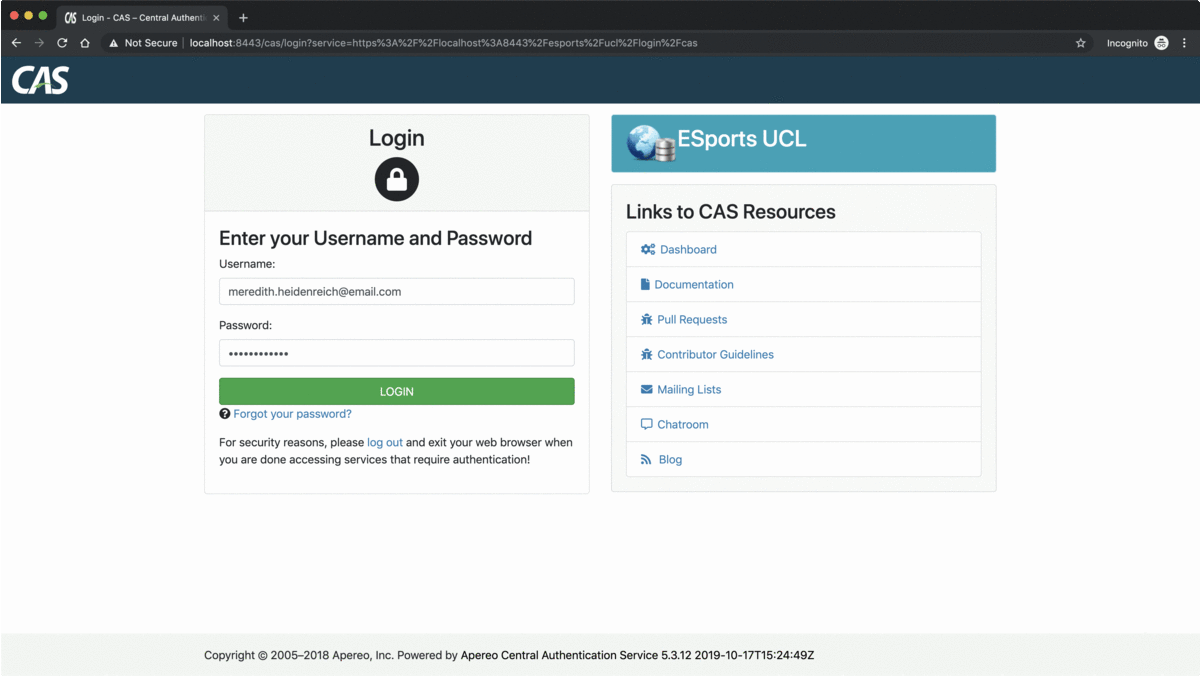 CAS Login - CAS – Central Authenti
Not Secure localhost:8443/cas/login?service=https%3A%2F%2Flocalhost%3A8443%2Fesports%2Fucl%2Flogin%2Fcas Incognito
CAS
Login
Enter your Username and Password
Username:
meredith.heidenreich@email.com
Password:
••••••••••••
LOGIN
Forgot your password?
For security reasons, please log out and exit your web browser when
you are done accessing services that require authentication!
ESports UCL
Links to CAS Resources
Dashboard
Documentation
Pull Requests
Contributor Guidelines
Mailing Lists
Chatroom
Blog
Copyright © 2005–2018 Apereo, Inc. Powered by Apereo Central Authentication Service 5.3.12 2019-10-17T15:24:49Z